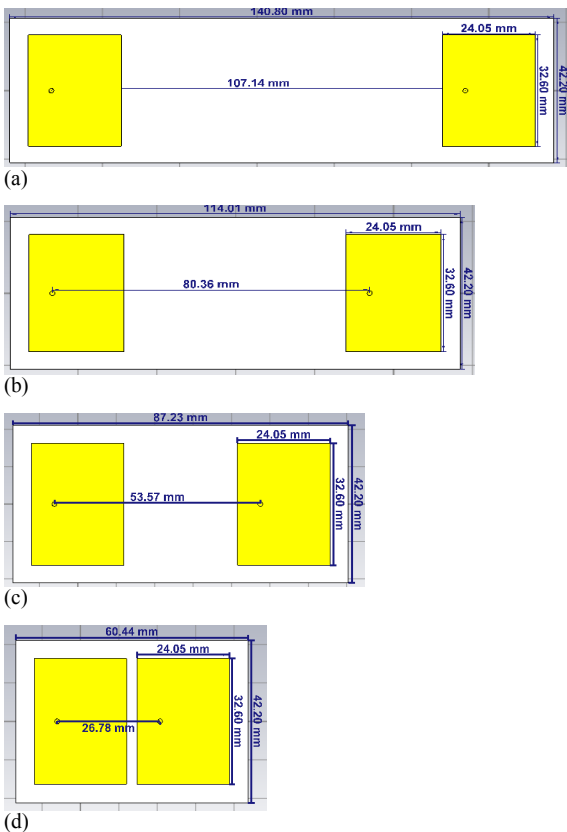 140.80 mm
24.05 mm
107.14 mm
32.60 mm
42.20 mm
(a)
114.01 mm
24.05 mm
80.36 mm
32.60 mm
42.20 mm
(b)
87.23 mm
24.05 mm
53.57 mm
32.60 mm
42.20 mm
(c)
60.44 mm
24.05 mm
26.78 mm
32.60 mm
42.20 mm
(d)